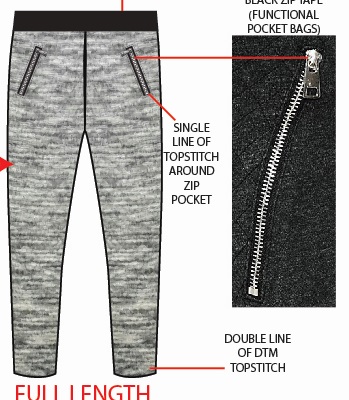 BLACK ZIP TAPE
(FUNCTIONAL
POCKET BAGS)
SINGLE
LINE OF
TOPSTITCH
AROUND
ZIP
POCKET
DOUBLE LINE
OF DTM
TOPSTITCH
FULL LENGTH